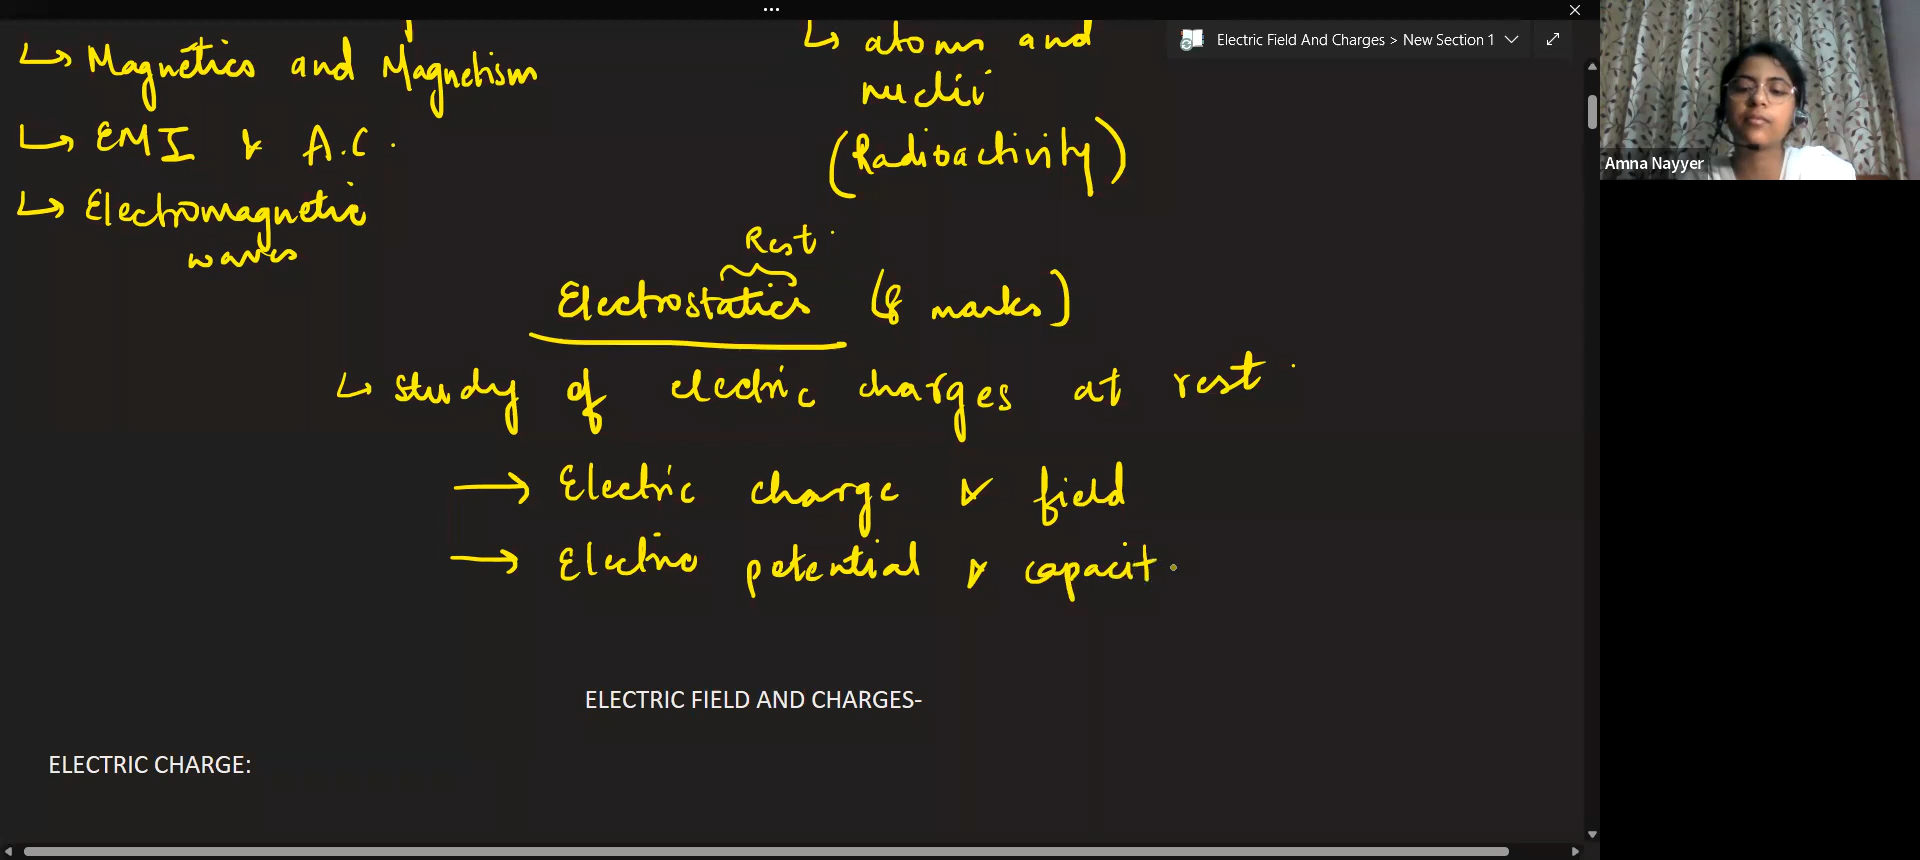 Electric Field And Charges > New Section 1
Amna Nayyer
↳ Magnetics and Magnetism
↳ EMI & A.C.
↳ Electromagnetic
waves
↳ atoms and
nuclii
(Radioactivity)
Rest.
Electrostatics (8 marks)
↳ study of electric charges at rest.
→ Electric charge & field
→ Electric potential & capacit
ELECTRIC FIELD AND CHARGES-
ELECTRIC CHARGE: